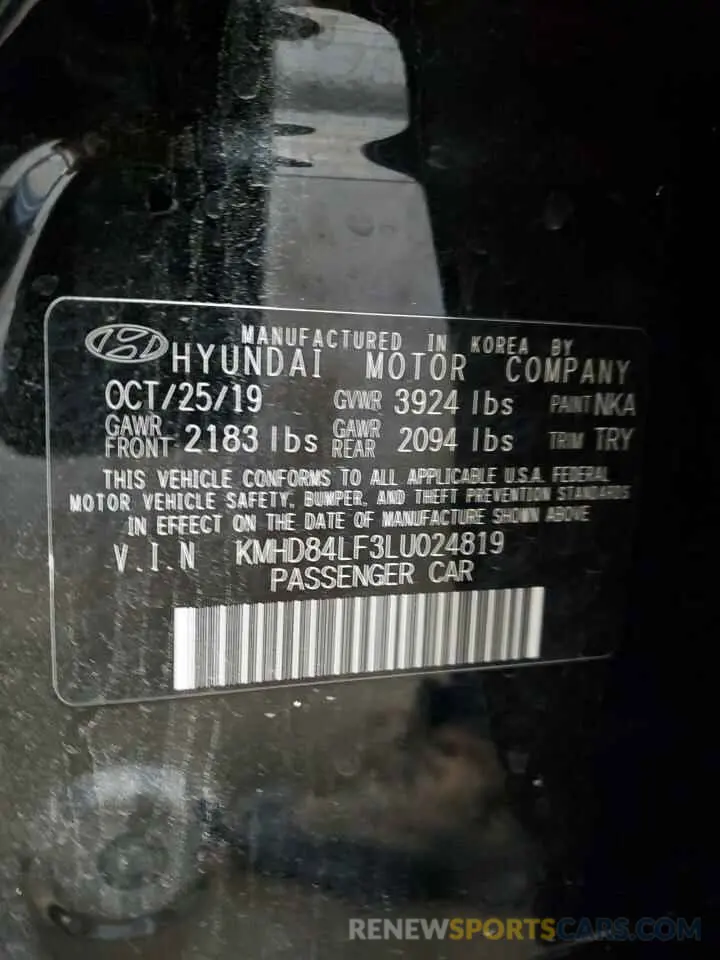 MANUFACTURED IN KOREA BY
HYUNDAI MOTOR COMPANY
OCT/25/19 GVWR 3924 lbs PAINT NKA
GAWR FRONT 2183 lbs GAWR REAR 2094 lbs TRIM TRY
THIS VEHICLE CONFORMS TO ALL APPLICABLE U.S.A. FEDERAL
MOTOR VEHICLE SAFETY, BUMPER, AND THEFT PREVENTION STANDARDS
IN EFFECT ON THE DATE OF MANUFACTURE SHOWN ABOVE
V.I.N KMHD84LF3LU024819
PASSENGER CAR
RENEWSPORTSCARS.COM